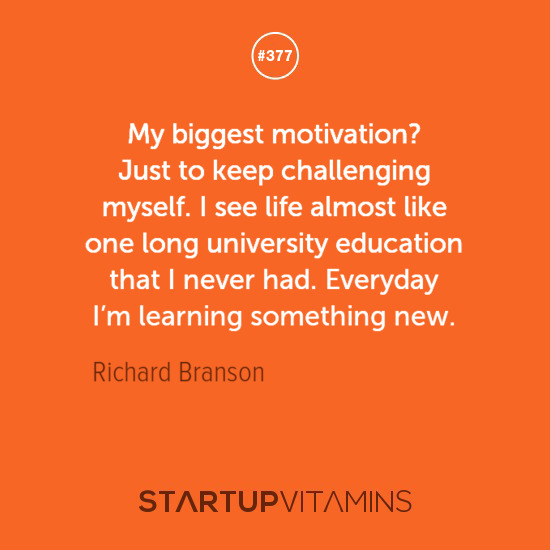 #377
My biggest motivation?
Just to keep challenging
myself. I see life almost like
one long university education
that I never had. Everyday
I’m learning something new.
Richard Branson
STARTUPVITAMINS